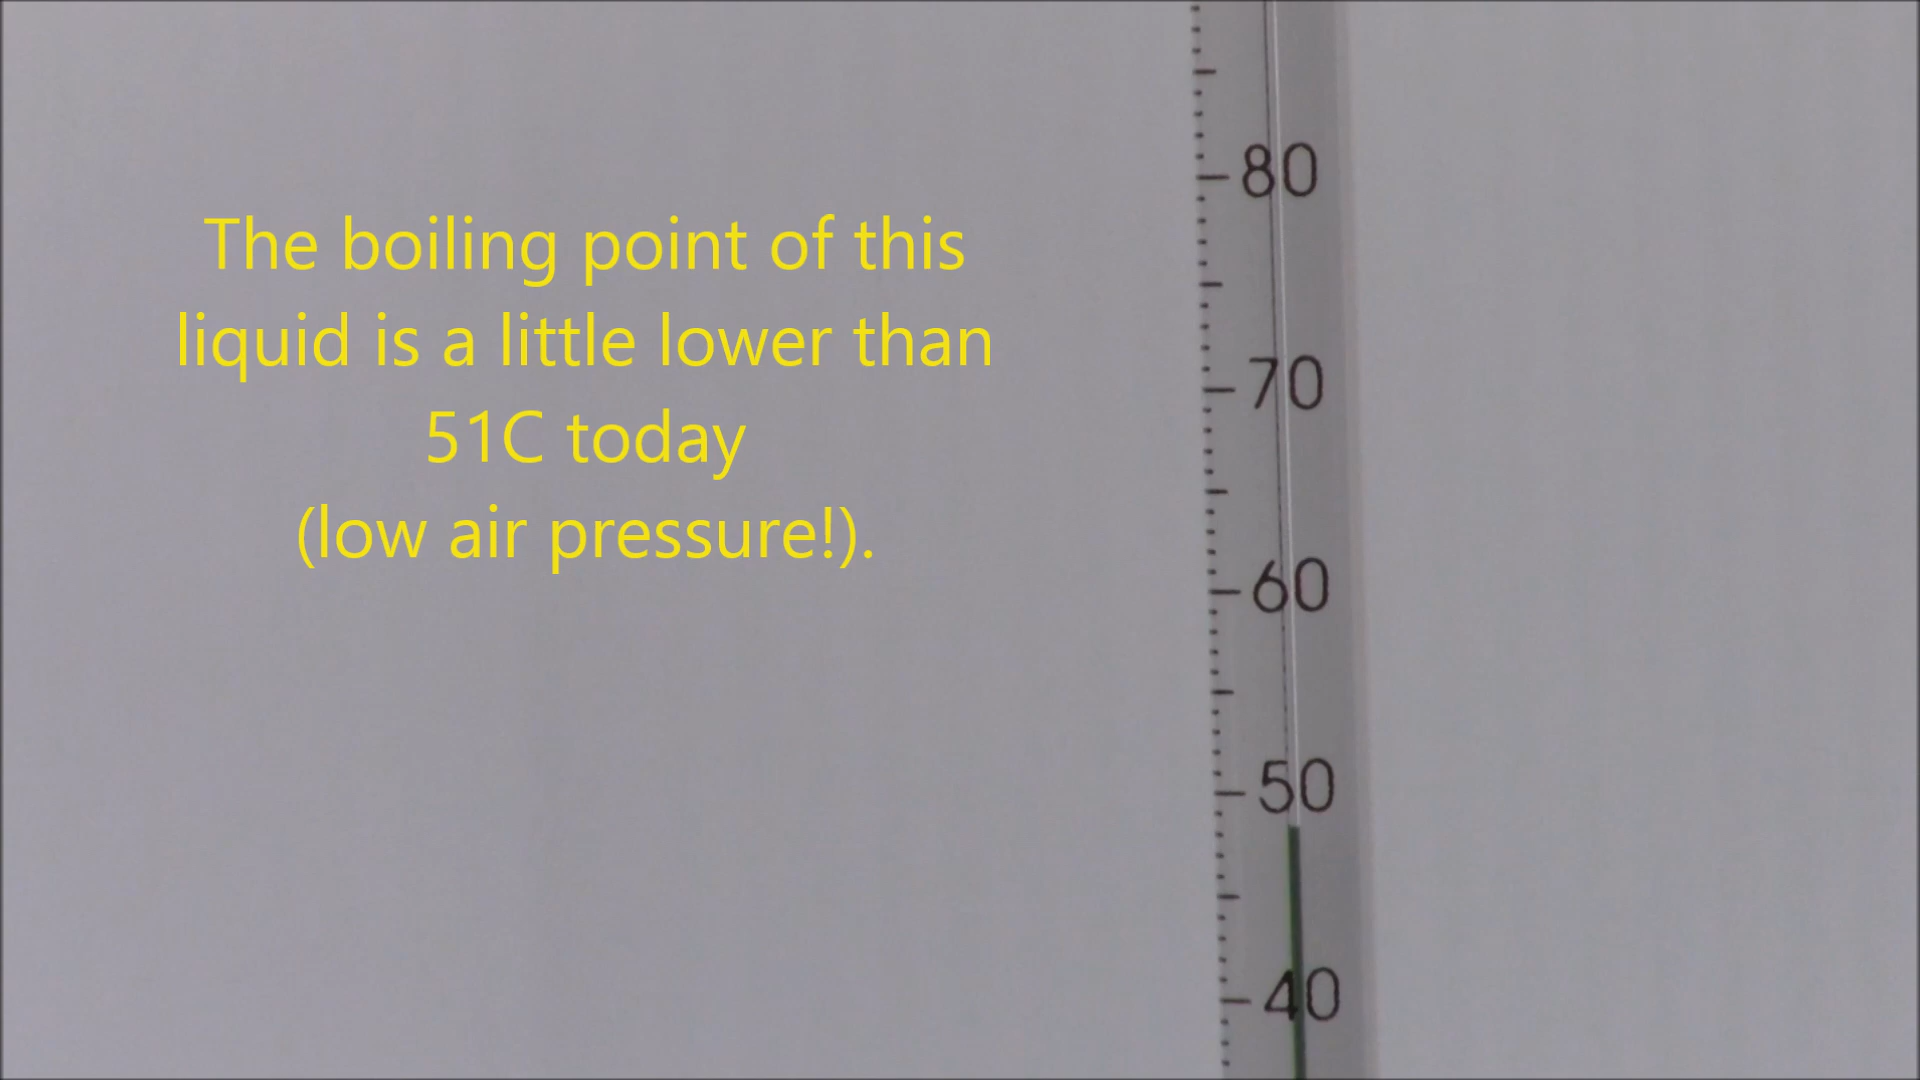 The boiling point of this
liquid is a little lower than
51C today
(low air pressure!).
80
70
60
50
40